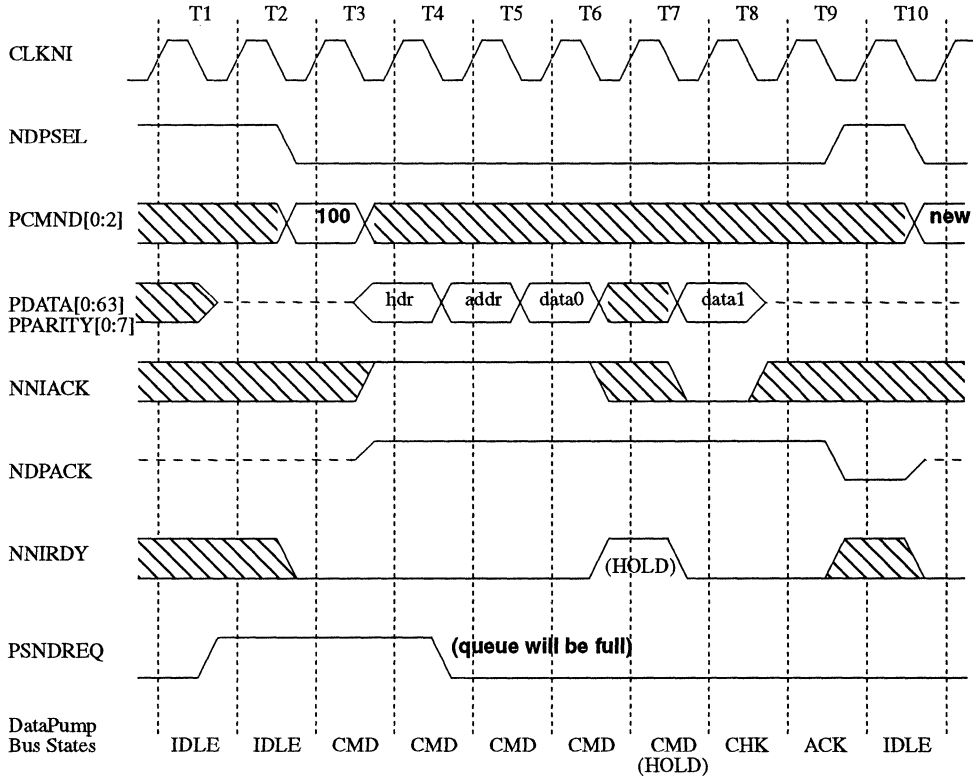 T1 T2 T3 T4 T5 T6 T7 T8 T9 T10
CLKNI
NDPSEL
PCMND[0:2] 100 new
PDATA[0:63] hdr addr data0 data1
PPARITY[0:7]
NNIACK
NDPACK
NNIRDY (HOLD)
PSNDREQ (queue will be full)
DataPump
Bus States IDLE IDLE CMD CMD CMD CMD CMD CHK ACK IDLE
(HOLD)